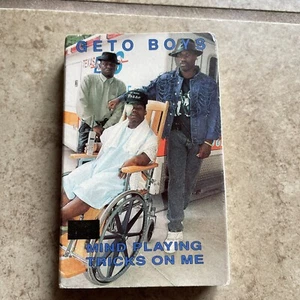 GETO BOYS
MIND PLAYING
TRICKS ON ME